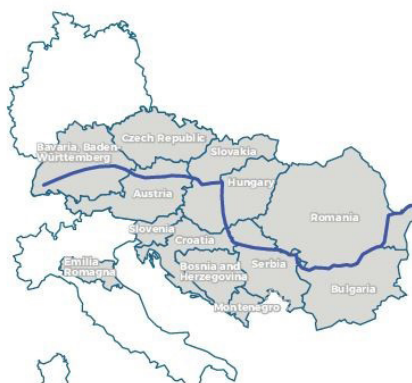 Czech Republic
Bavaria, Baden-
Württemberg
Slovakia
Austria
Hungary
Romania
Slovenia
Croatia
Emilia
Romagna
Bosnia and
Herzegovina
Serbia
Bulgaria
Montenegro